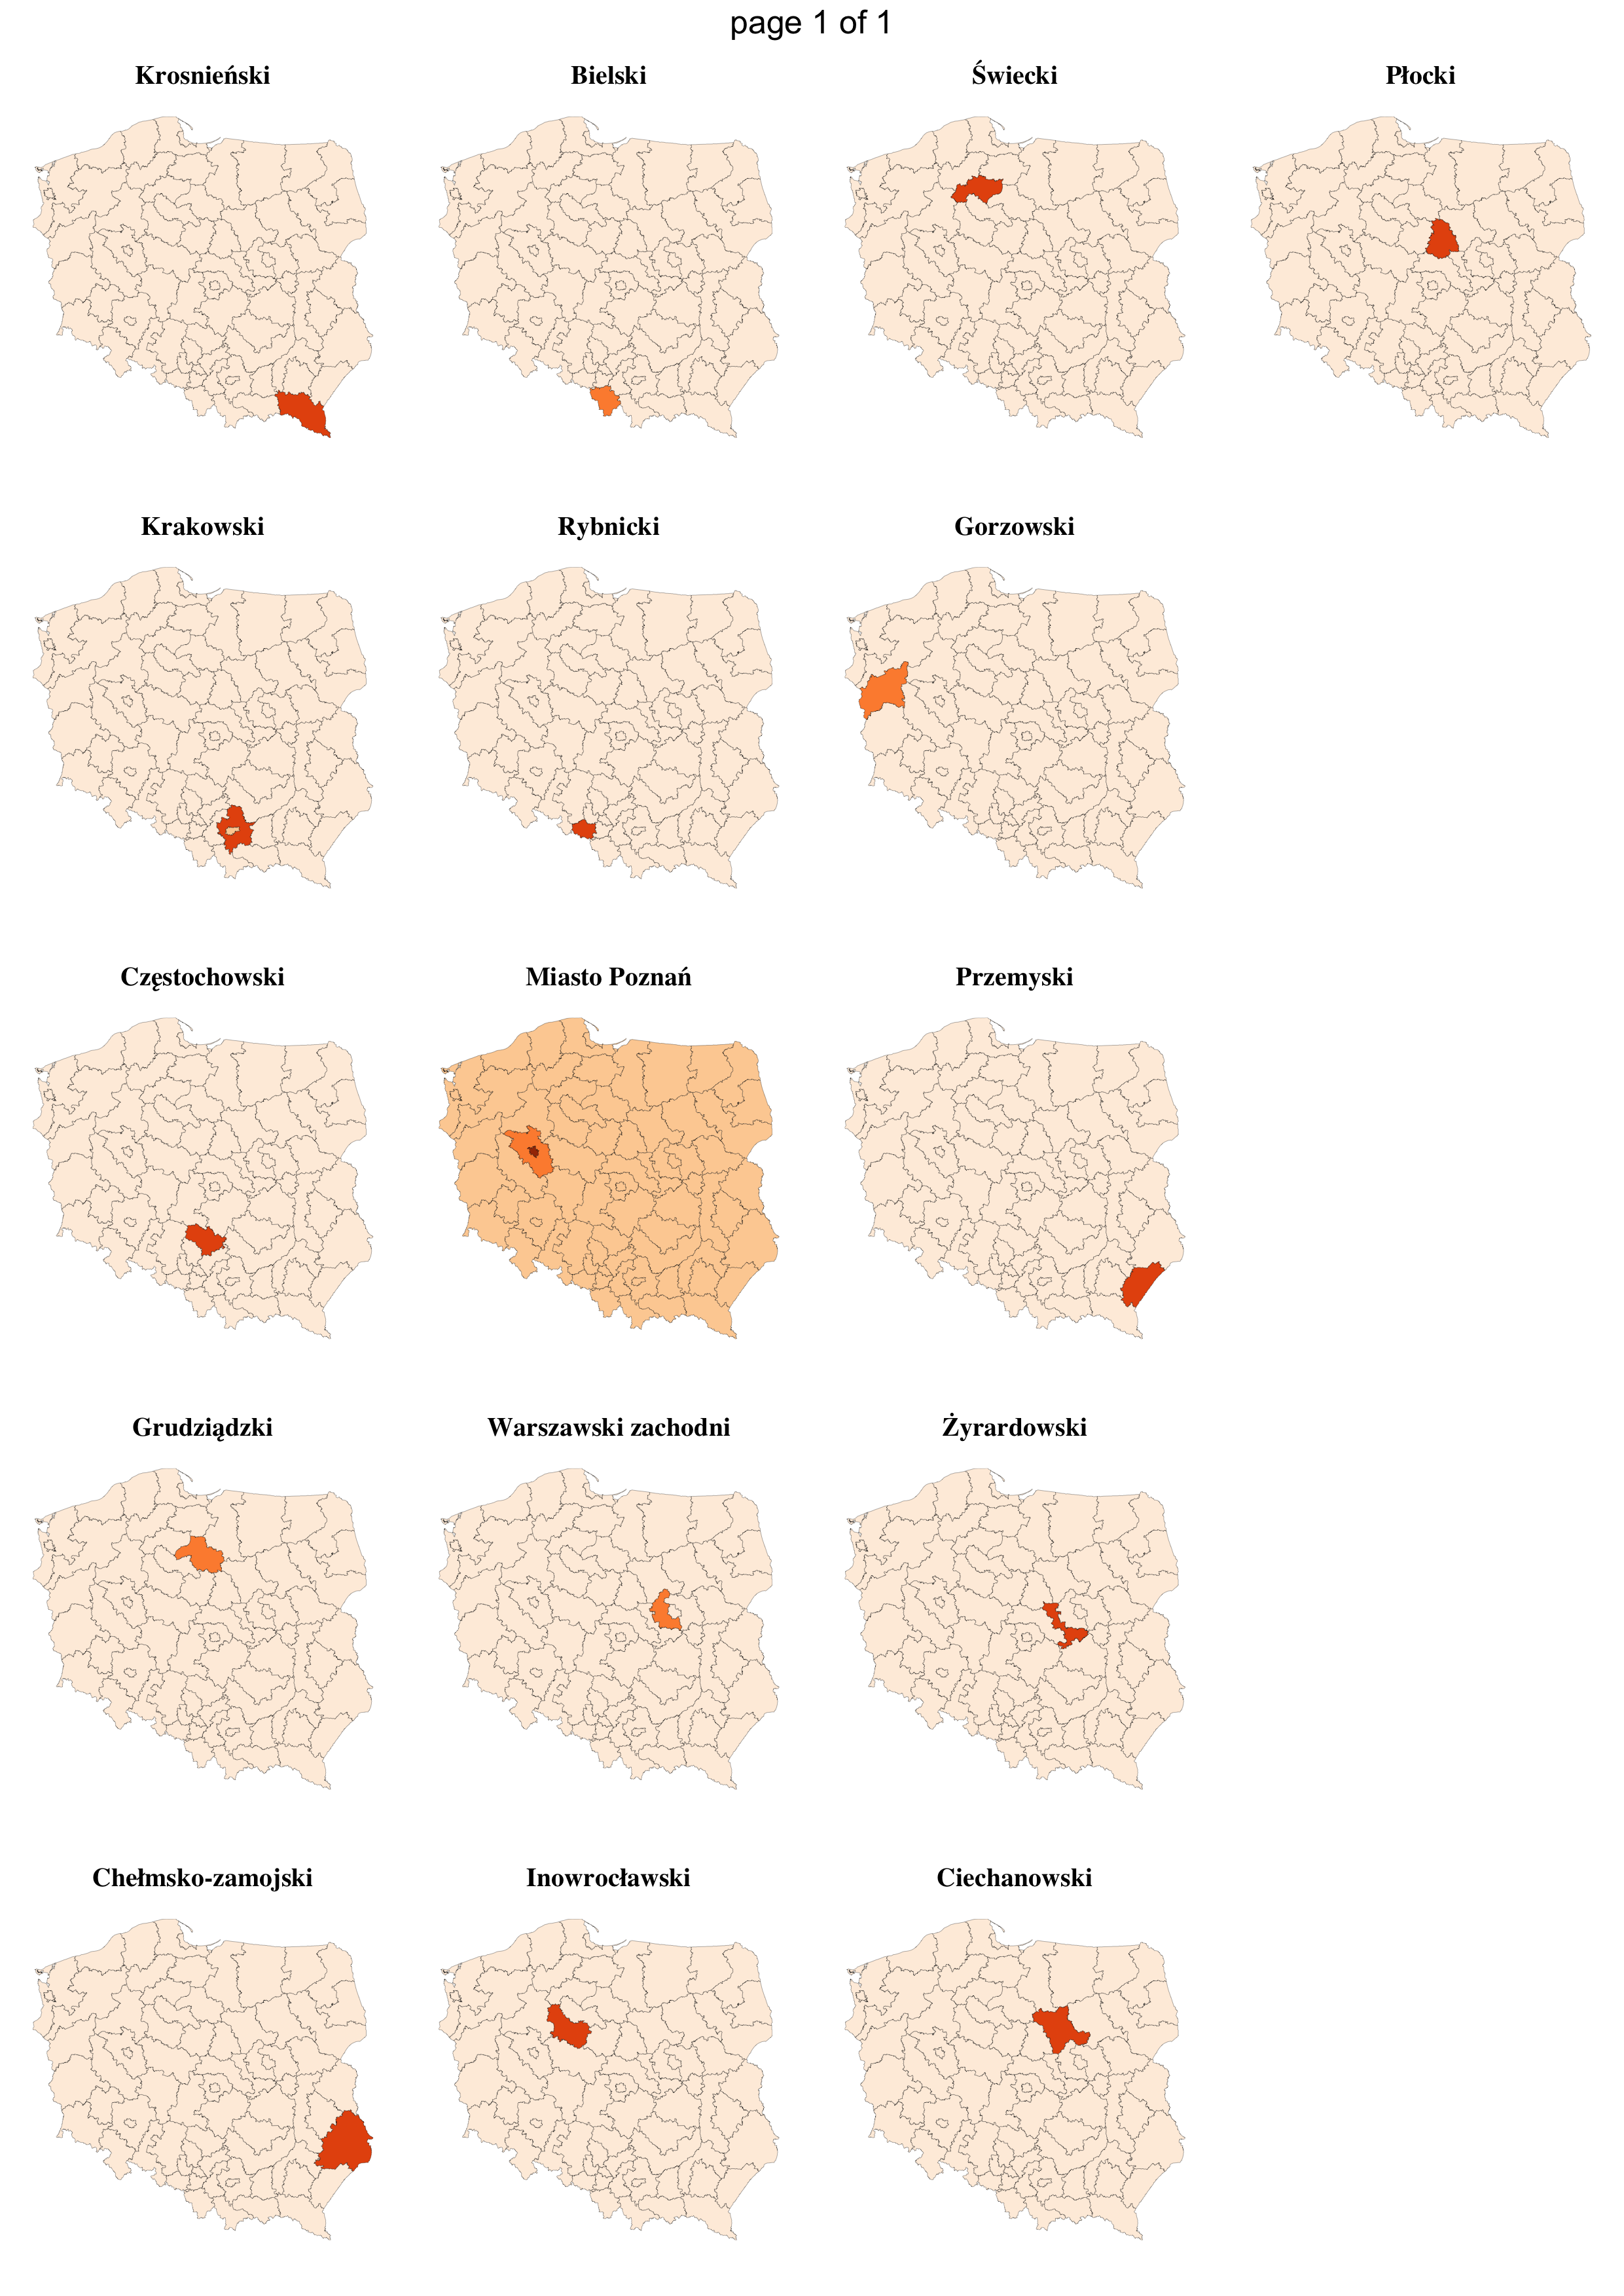 page 1 of 1
Krosnieński
Bielski
Świecki
Płocki
Krakowski
Rybnicki
Gorzowski
Częstochowski
Miasto Poznań
Przemyski
Grudziądzki
Warszawski zachodni
Żyrardowski
Chełmsko-zamojski
Inowrocławski
Ciechanowski